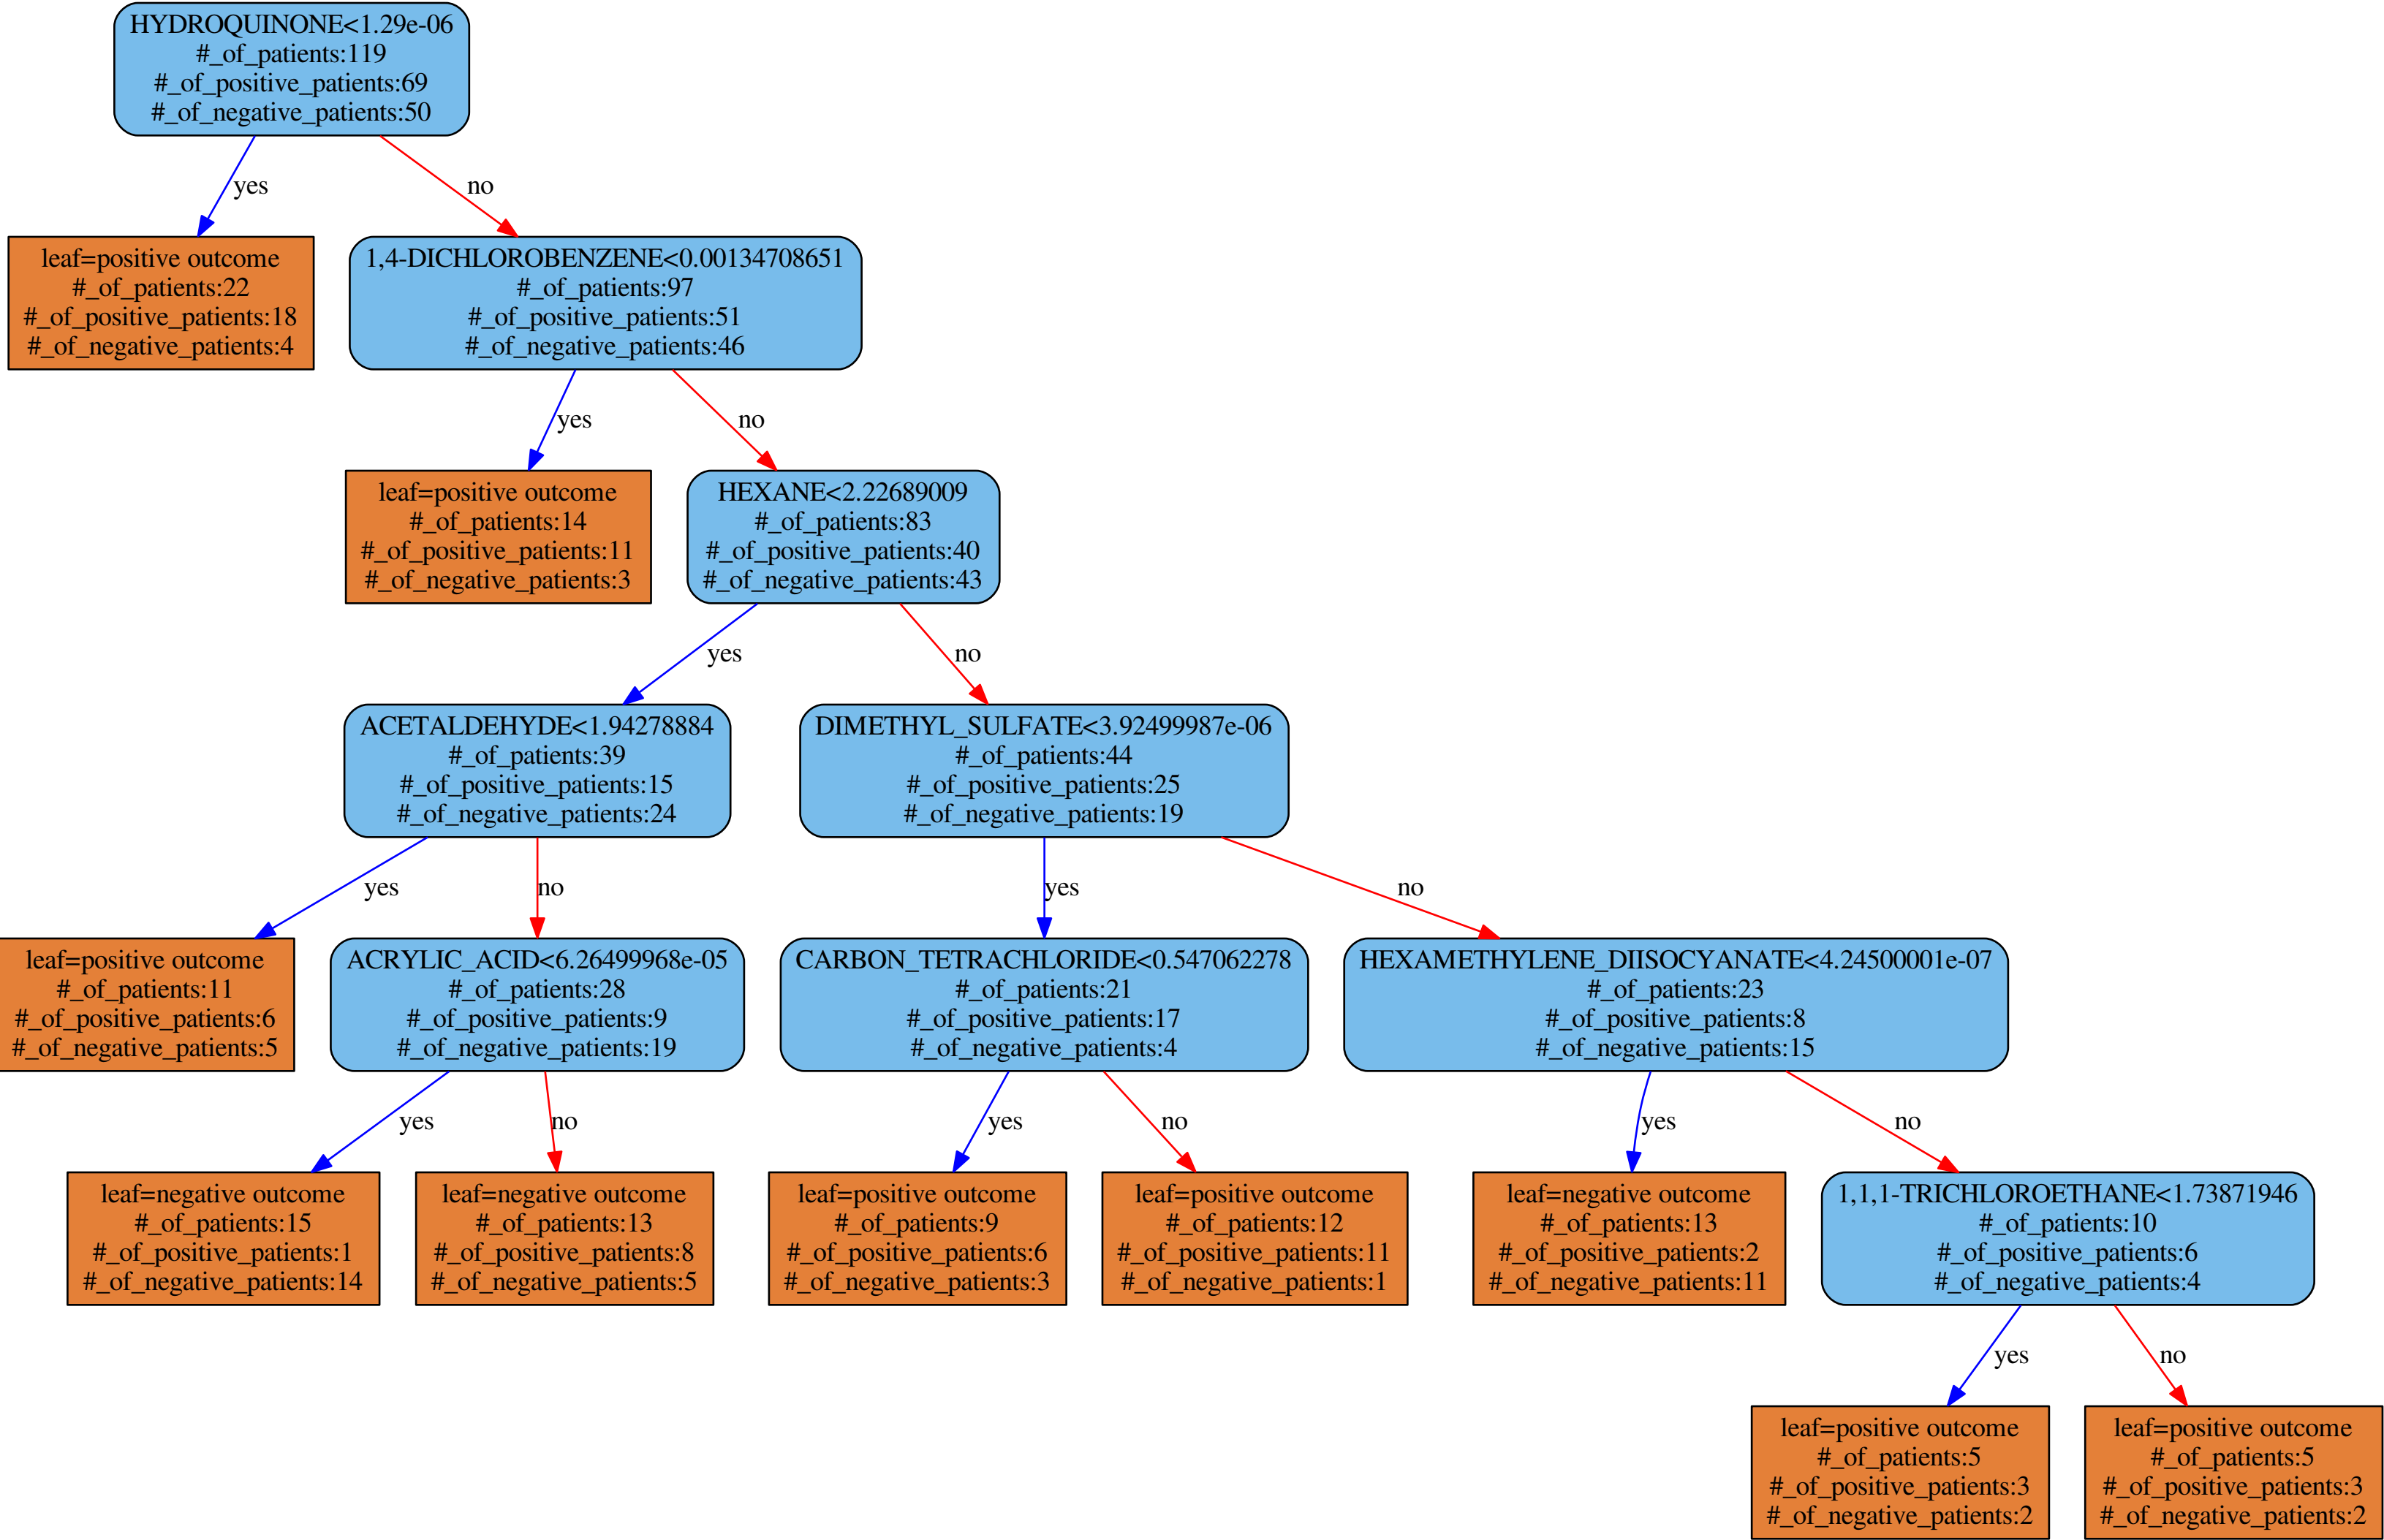 HYDROQUINONE<1.29e-06
#_of_patients:119
#_of_positive_patients:69
#_of_negative_patients:50
yes
no
leaf=positive outcome
#_of_patients:22
#_of_positive_patients:18
#_of_negative_patients:4
1,4-DICHLOROBENZENE<0.00134708651
#_of_patients:97
#_of_positive_patients:51
#_of_negative_patients:46
yes
no
leaf=positive outcome
#_of_patients:14
#_of_positive_patients:11
#_of_negative_patients:3
HEXANE<2.22689009
#_of_patients:83
#_of_positive_patients:40
#_of_negative_patients:43
yes
no
ACETALDEHYDE<1.94278884
#_of_patients:39
#_of_positive_patients:15
#_of_negative_patients:24
DIMETHYL_SULFATE<3.92499987e-06
#_of_patients:44
#_of_positive_patients:25
#_of_negative_patients:19
yes
no
yes
no
leaf=positive outcome
#_of_patients:11
#_of_positive_patients:6
#_of_negative_patients:5
ACRYLIC_ACID<6.26499968e-05
#_of_patients:28
#_of_positive_patients:9
#_of_negative_patients:19
CARBON_TETRACHLORIDE<0.547062278
#_of_patients:21
#_of_positive_patients:17
#_of_negative_patients:4
HEXAMETHYLENE_DIISOCYANATE<4.24500001e-07
#_of_patients:23
#_of_positive_patients:8
#_of_negative_patients:15
yes
no
yes
no
yes
no
leaf=negative outcome
#_of_patients:15
#_of_positive_patients:1
#_of_negative_patients:14
leaf=negative outcome
#_of_patients:13
#_of_positive_patients:8
#_of_negative_patients:5
leaf=positive outcome
#_of_patients:9
#_of_positive_patients:6
#_of_negative_patients:3
leaf=positive outcome
#_of_patients:12
#_of_positive_patients:11
#_of_negative_patients:1
leaf=negative outcome
#_of_patients:13
#_of_positive_patients:2
#_of_negative_patients:11
1,1,1-TRICHLOROETHANE<1.73871946
#_of_patients:10
#_of_positive_patients:6
#_of_negative_patients:4
yes
no
leaf=positive outcome
#_of_patients:5
#_of_positive_patients:3
#_of_negative_patients:2
leaf=positive outcome
#_of_patients:5
#_of_positive_patients:3
#_of_negative_patients:2